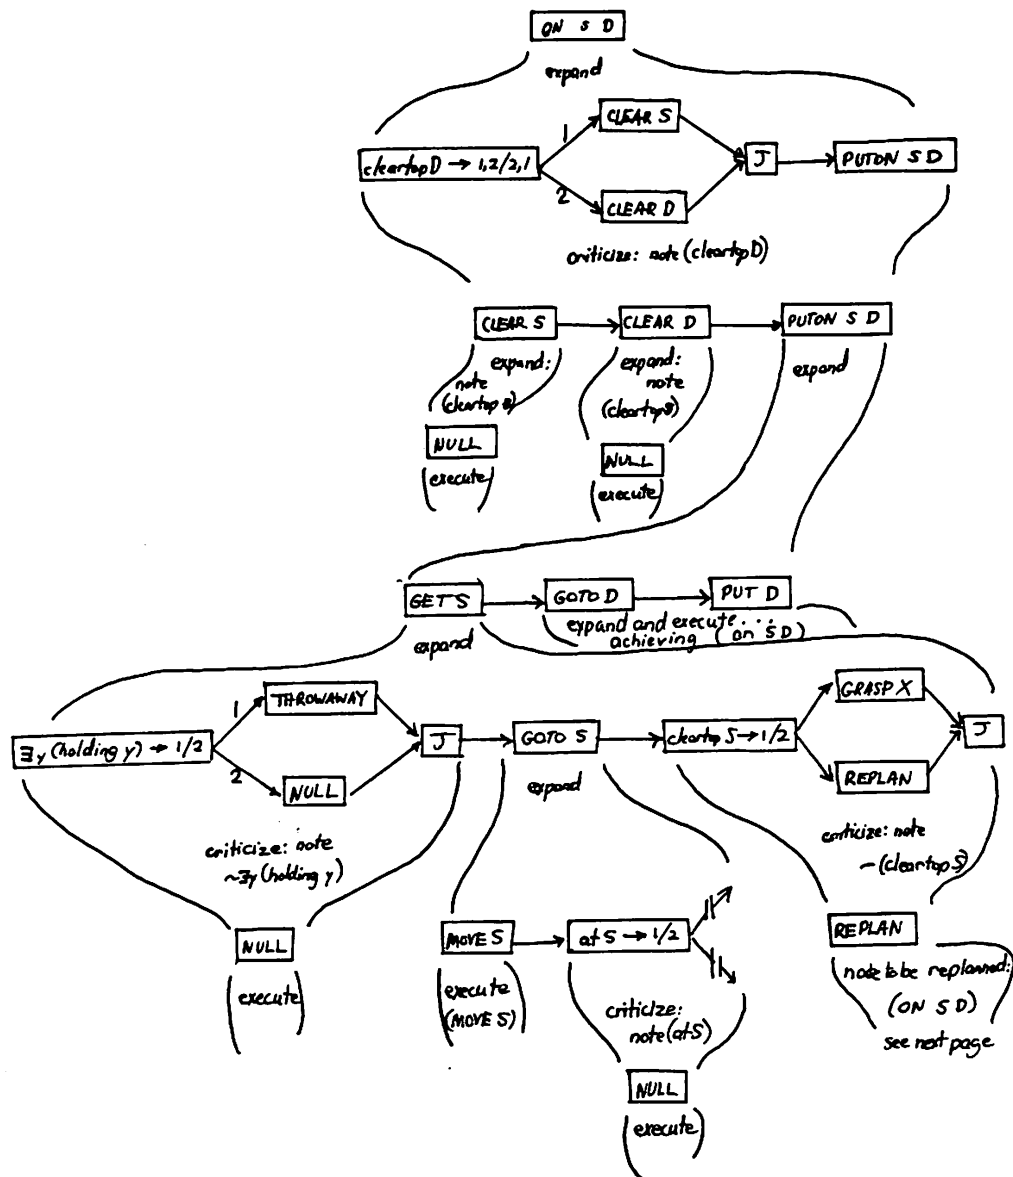 ON S D
expand
1
CLEAR S
cleartop D → 1,2/2,1
J
PUTON S D
2
CLEAR D
criticize: note (cleartop D)
CLEAR S
CLEAR D
PUTON S D
expand:
note
(cleartop S)
expand:
note
(cleartop S)
expand
NULL
(execute)
NULL
(execute)
GET S
GOTO D
PUT D
expand
expand and execute...
achieving (on S D)
1
THROWAWAY
GRASP X
∃y (holding y) → 1/2
J
GOTO S
cleartop S → 1/2
J
2
NULL
expand
REPLAN
criticize: note
~∃y (holding y)
criticize: note
~(cleartop S)
NULL
(execute)
MOVE S
at S → 1/2
REPLAN
execute
(MOVE S)
criticize:
note (at S)
node to be replanned:
(ON S D)
see next page
NULL
(execute)